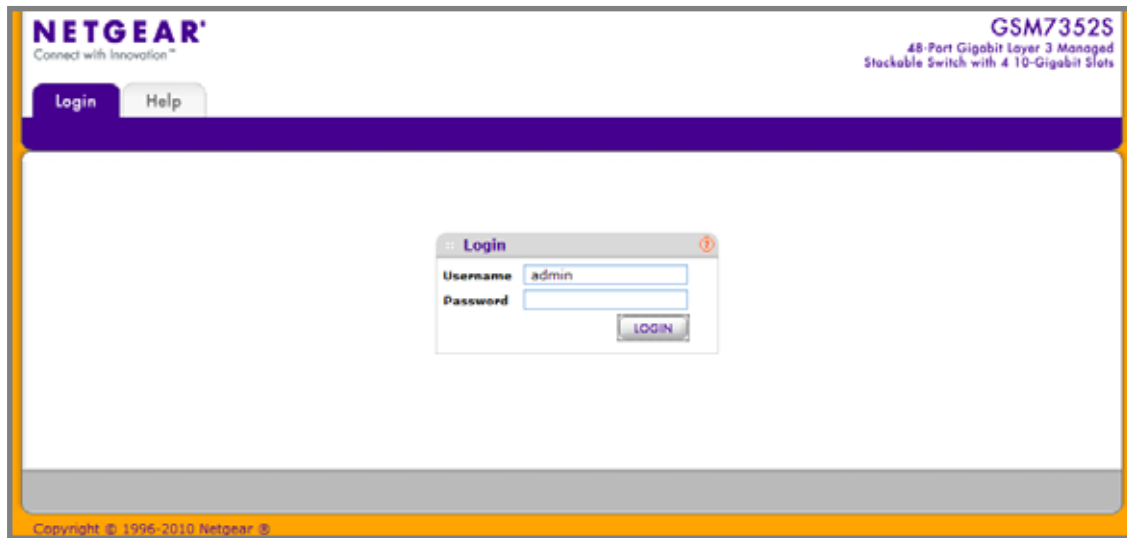 NETGEAR®
Connect with Innovation™
GSM7352S
48-Port Gigabit Layer 3 Managed
Stackable Switch with 4 10-Gigabit Slots
Login
Help
Login
?
Username admin
Password
LOGIN
Copyright © 1996-2010 Netgear ®